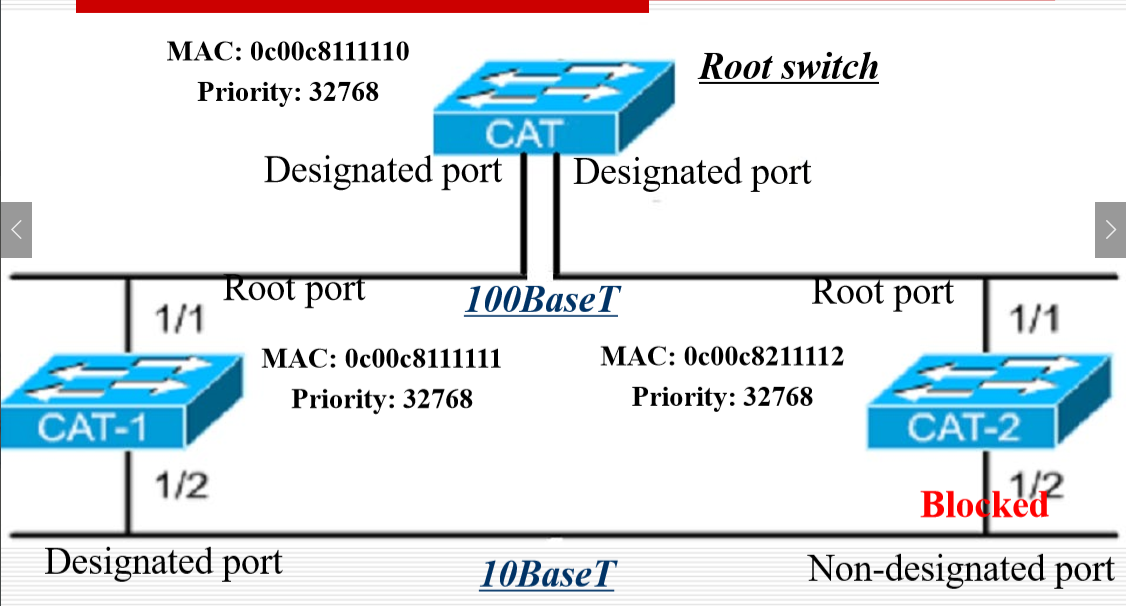 MAC: 0c00c8111110
Priority: 32768
Root switch
CAT
Designated port
Designated port
Root port
100BaseT
Root port
1/1
1/1
MAC: 0c00c8111111
Priority: 32768
MAC: 0c00c8211112
Priority: 32768
CAT-1
CAT-2
1/2
1/2
Blocked
Designated port
10BaseT
Non-designated port